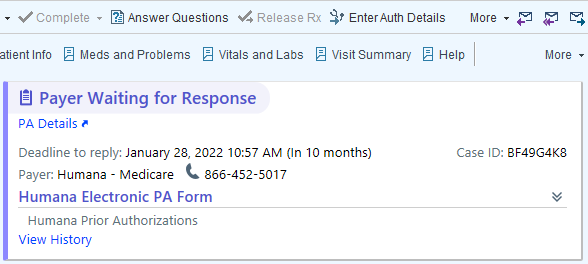 Complete Answer Questions Release Rx Enter Auth Details More
atient Info Meds and Problems Vitals and Labs Visit Summary Help More
Payer Waiting for Response
PA Details
Deadline to reply: January 28, 2022 10:57 AM (In 10 months) Case ID: BF49G4K8
Payer: Humana - Medicare 866-452-5017
Humana Electronic PA Form
Humana Prior Authorizations
View History